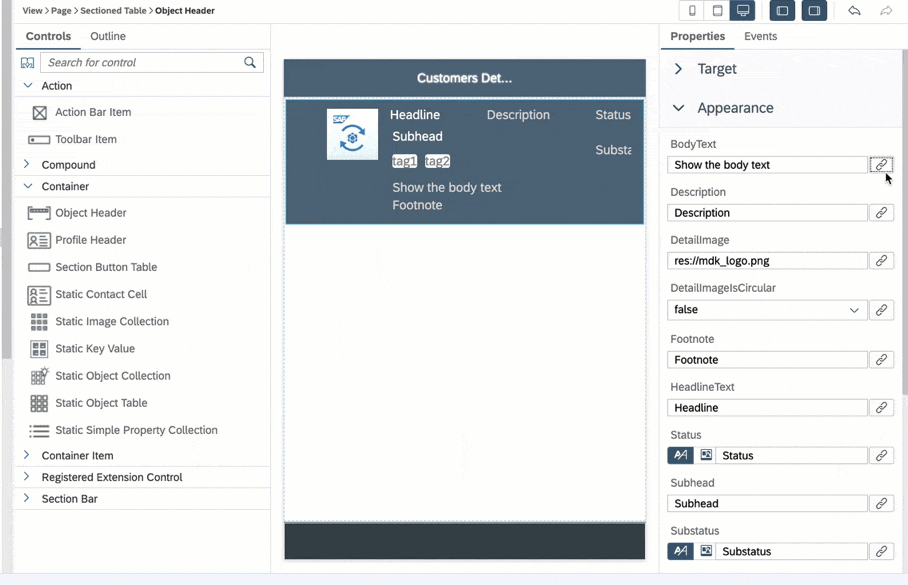 View > Page > Sectioned Table > Object Header
Controls
Outline
Search for control
Action
Action Bar Item
Toolbar Item
Compound
Container
Object Header
Profile Header
Section Button Table
Static Contact Cell
Static Image Collection
Static Key Value
Static Object Collection
Static Object Table
Static Simple Property Collection
Container Item
Registered Extension Control
Section Bar
Customers Det...
SAP
Headline
Description
Status
Subhead
Substa
tag1 tag2
Show the body text
Footnote
Properties
Events
Target
Appearance
BodyText
Show the body text
Description
Description
DetailImage
res://mdk_logo.png
DetailImageIsCircular
false
Footnote
Footnote
HeadlineText
Headline
Status
Status
Subhead
Subhead
Substatus
Substatus